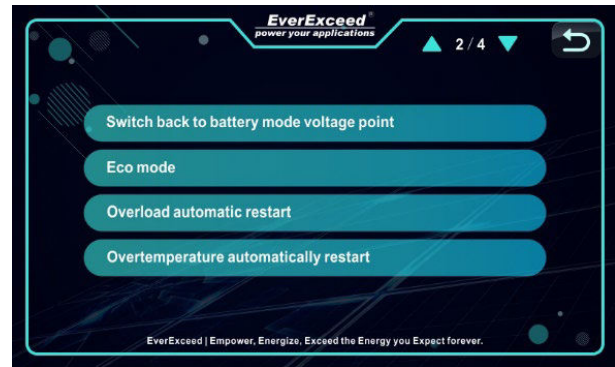 EverExceed®
power your applications
2/4
Switch back to battery mode voltage point
Eco mode
Overload automatic restart
Overtemperature automatically restart
EverExceed | Empower, Energize, Exceed the Energy you Expect forever.